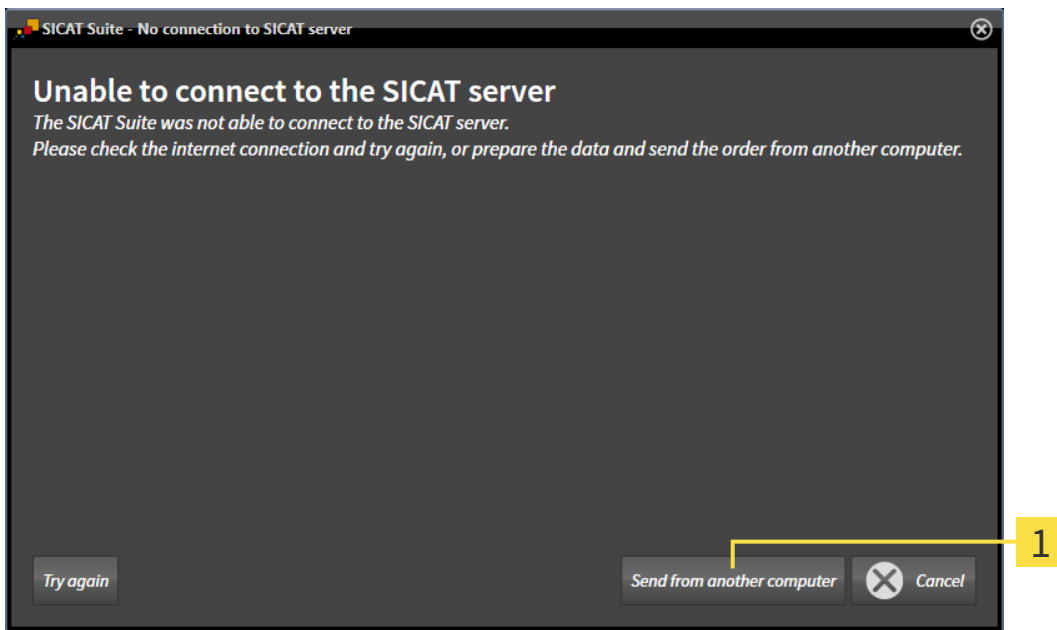 SICAT Suite - No connection to SICAT server
Unable to connect to the SICAT server
The SICAT Suite was not able to connect to the SICAT server.
Please check the internet connection and try again, or prepare the data and send the order from another computer.
1
Try again
Send from another computer
Cancel